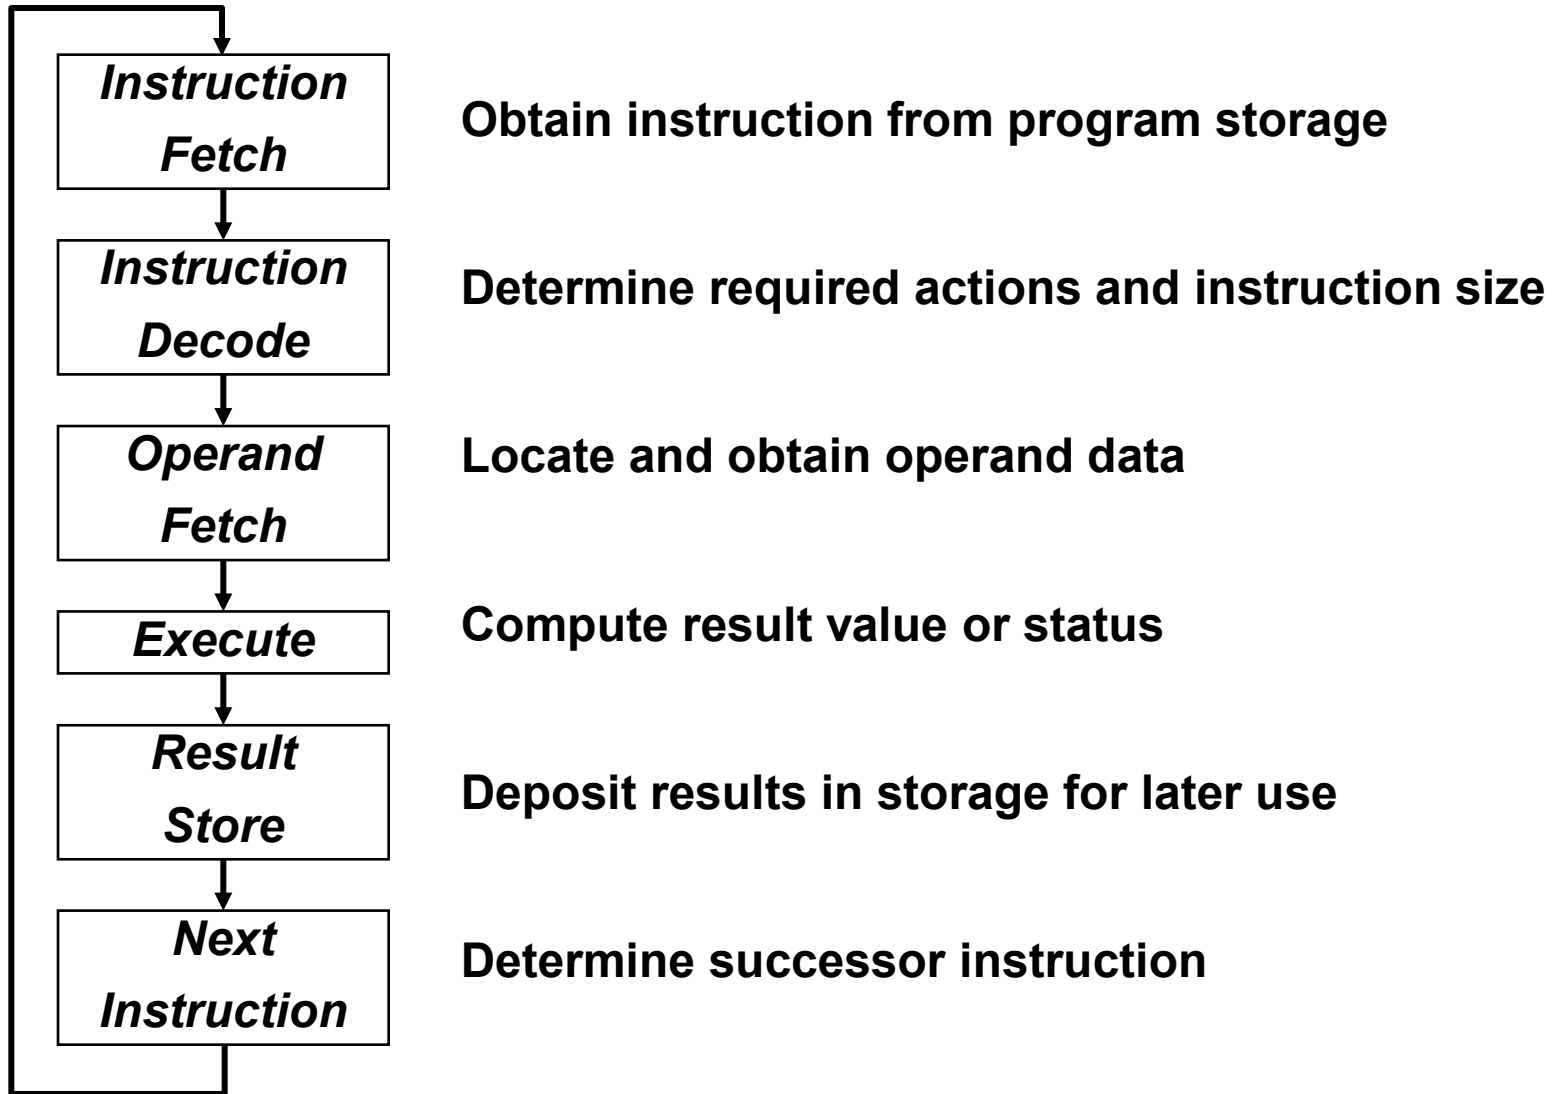 Instruction
Fetch
Obtain instruction from program storage
Instruction
Decode
Determine required actions and instruction size
Operand
Fetch
Locate and obtain operand data
Execute
Compute result value or status
Result
Store
Deposit results in storage for later use
Next
Instruction
Determine successor instruction